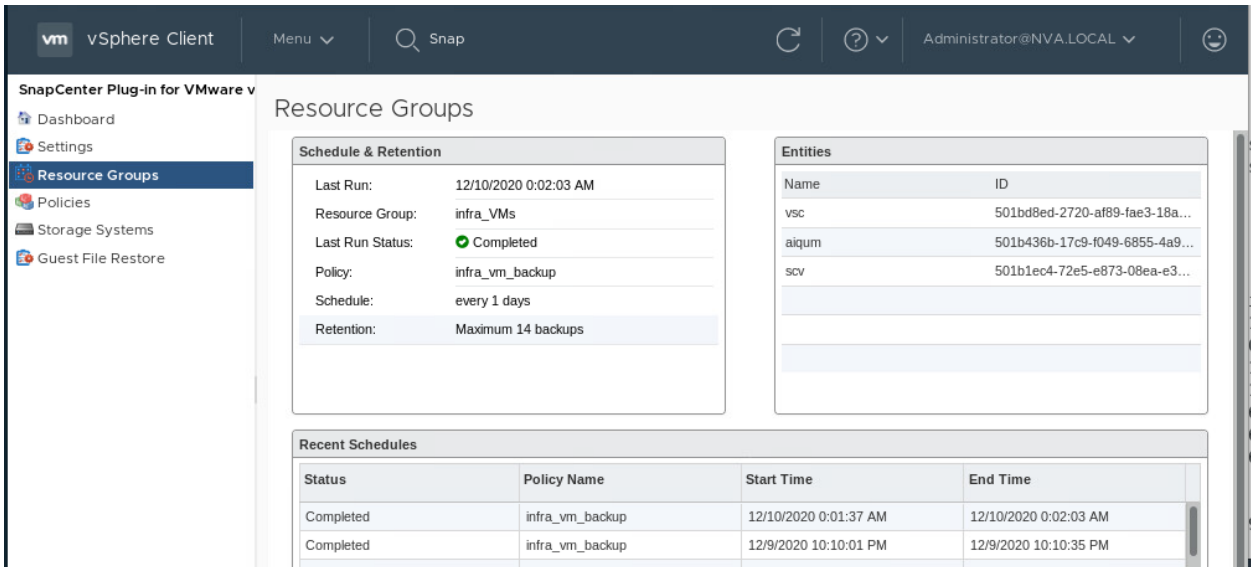 vm vSphere Client Menu Snap Administrator@NVA.LOCAL
SnapCenter Plug-in for VMware v
Dashboard
Settings
Resource Groups
Policies
Storage Systems
Guest File Restore
Resource Groups
Schedule & Retention
Last Run: 12/10/2020 0:02:03 AM
Resource Group: infra_VMs
Last Run Status: Completed
Policy: infra_vm_backup
Schedule: every 1 days
Retention: Maximum 14 backups
Entities
Name ID
vsc 501bd8ed-2720-af89-fae3-18a...
aiqum 501b436b-17c9-f049-6855-4a9...
scv 501b1ec4-72e5-e873-08ea-e3...
Recent Schedules
Status Policy Name Start Time End Time
Completed infra_vm_backup 12/10/2020 0:01:37 AM 12/10/2020 0:02:03 AM
Completed infra_vm_backup 12/9/2020 10:10:01 PM 12/9/2020 10:10:35 PM